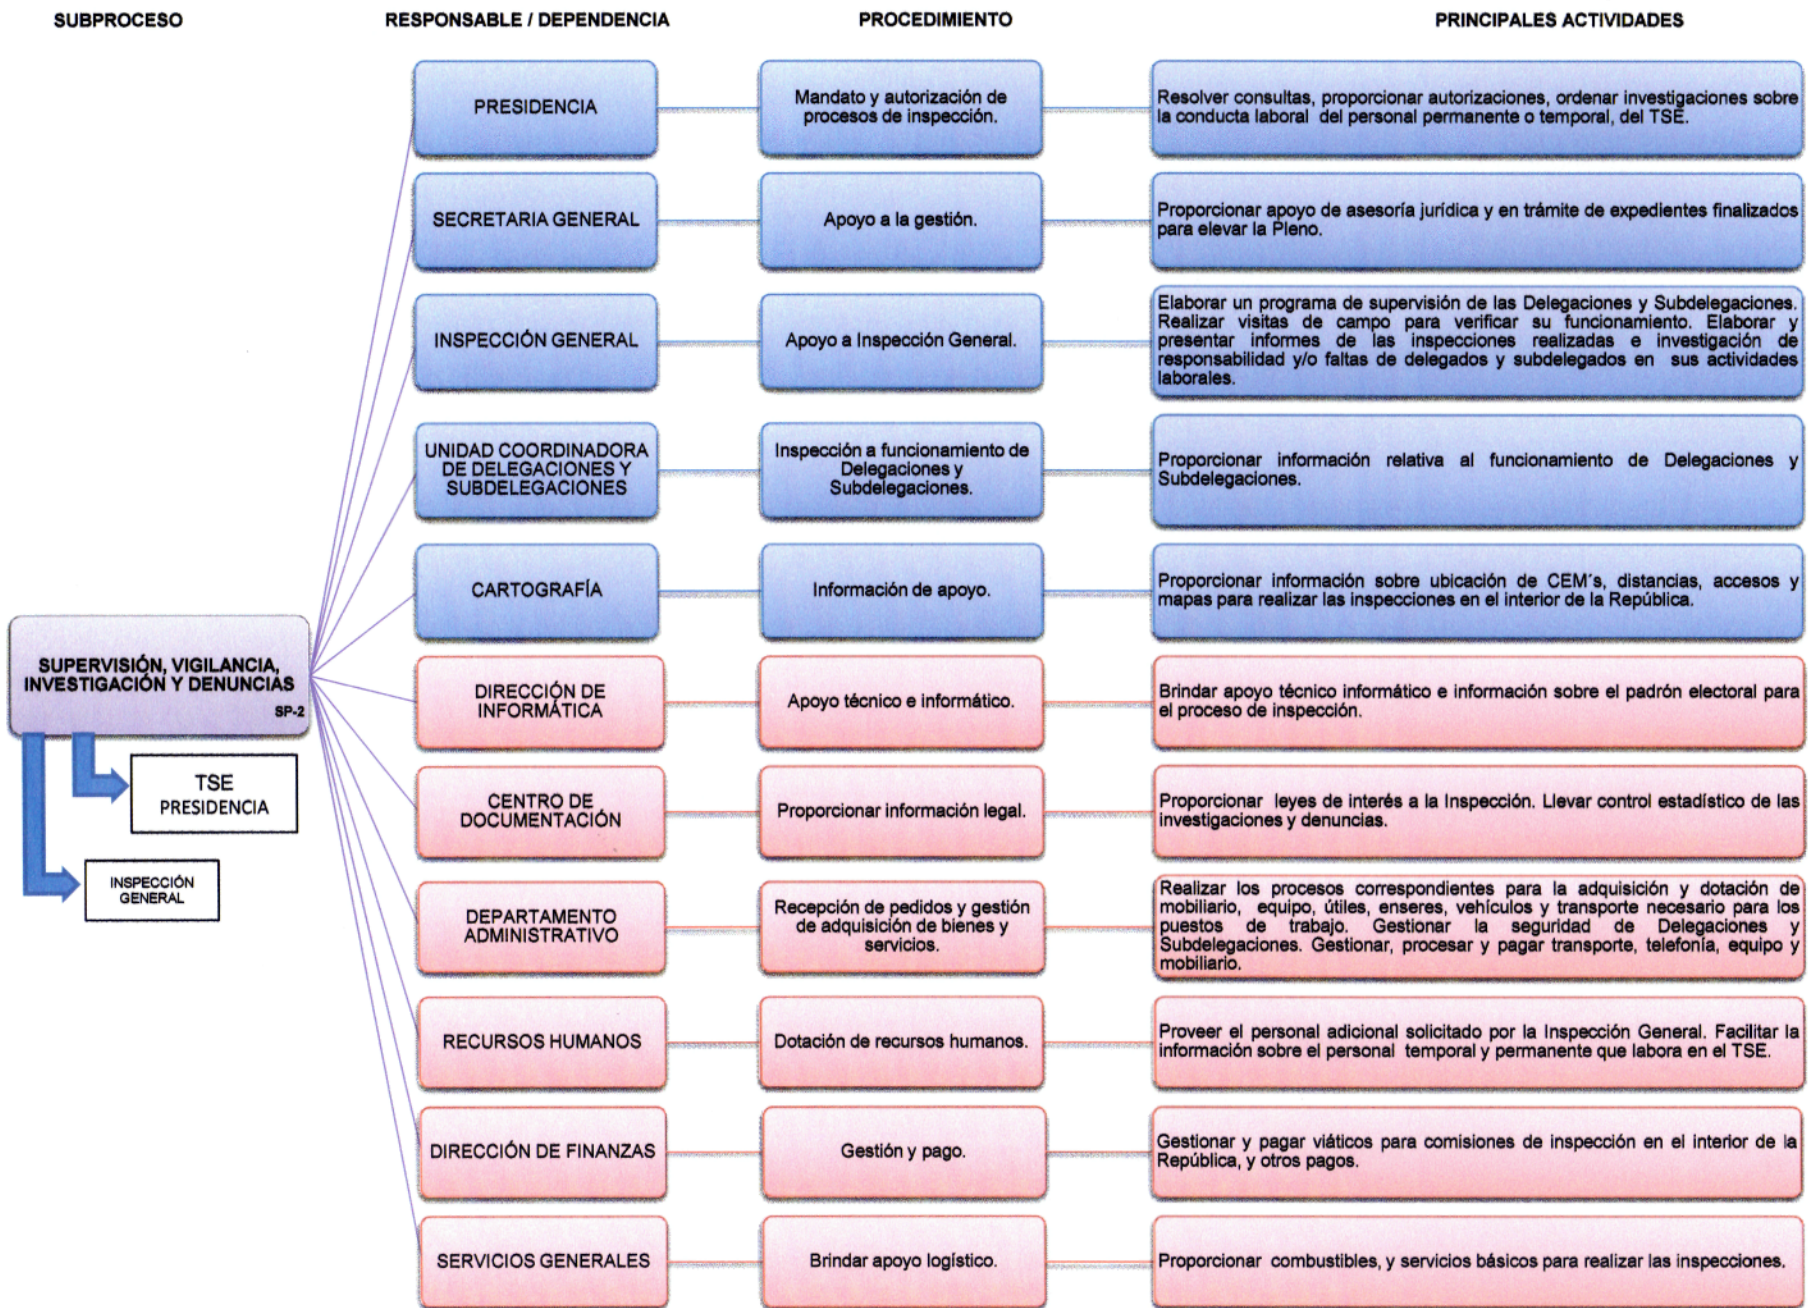 SUBPROCESO
RESPONSABLE / DEPENDENCIA
PROCEDIMIENTO
PRINCIPALES ACTIVIDADES
PRESIDENCIA
Mandato y autorización de
procesos de inspección.
Resolver consultas, proporcionar autorizaciones, ordenar investigaciones sobre
la conducta laboral del personal permanente o temporal, del TSE.
SECRETARIA GENERAL
Apoyo a la gestión.
Proporcionar apoyo de asesoría jurídica y en trámite de expedientes finalizados
para elevar la Pleno.
INSPECCIÓN GENERAL
Apoyo a Inspección General.
Elaborar un programa de supervisión de las Delegaciones y Subdelegaciones.
Realizar visitas de campo para verificar su funcionamiento. Elaborar y
presentar informes de las inspecciones realizadas e investigación de
responsabilidad y/o faltas de delegados y subdelegados en sus actividades
laborales.
UNIDAD COORDINADORA
DE DELEGACIONES Y
SUBDELEGACIONES
Inspección a funcionamiento de
Delegaciones y
Subdelegaciones.
Proporcionar información relativa al funcionamiento de Delegaciones y
Subdelegaciones.
CARTOGRAFÍA
Información de apoyo.
Proporcionar información sobre ubicación de CEM´s, distancias, accesos y
mapas para realizar las inspecciones en el interior de la República.
SUPERVISIÓN, VIGILANCIA,
INVESTIGACIÓN Y DENUNCIAS
SP-2
TSE
PRESIDENCIA
INSPECCIÓN
GENERAL
DIRECCIÓN DE
INFORMÁTICA
Apoyo técnico e informático.
Brindar apoyo técnico informático e información sobre el padrón electoral para
el proceso de inspección.
CENTRO DE
DOCUMENTACIÓN
Proporcionar información legal.
Proporcionar leyes de interés a la Inspección. Llevar control estadístico de las
investigaciones y denuncias.
DEPARTAMENTO
ADMINISTRATIVO
Recepción de pedidos y gestión
de adquisición de bienes y
servicios.
Realizar los procesos correspondientes para la adquisición y dotación de
mobiliario, equipo, útiles, enseres, vehículos y transporte necesario para los
puestos de trabajo. Gestionar la seguridad de Delegaciones y
Subdelegaciones. Gestionar, procesar y pagar transporte, telefonía, equipo y
mobiliario.
RECURSOS HUMANOS
Dotación de recursos humanos.
Proveer el personal adicional solicitado por la Inspección General. Facilitar la
información sobre el personal temporal y permanente que labora en el TSE.
DIRECCIÓN DE FINANZAS
Gestión y pago.
Gestionar y pagar viáticos para comisiones de inspección en el interior de la
República, y otros pagos.
SERVICIOS GENERALES
Brindar apoyo logístico.
Proporcionar combustibles, y servicios básicos para realizar las inspecciones.